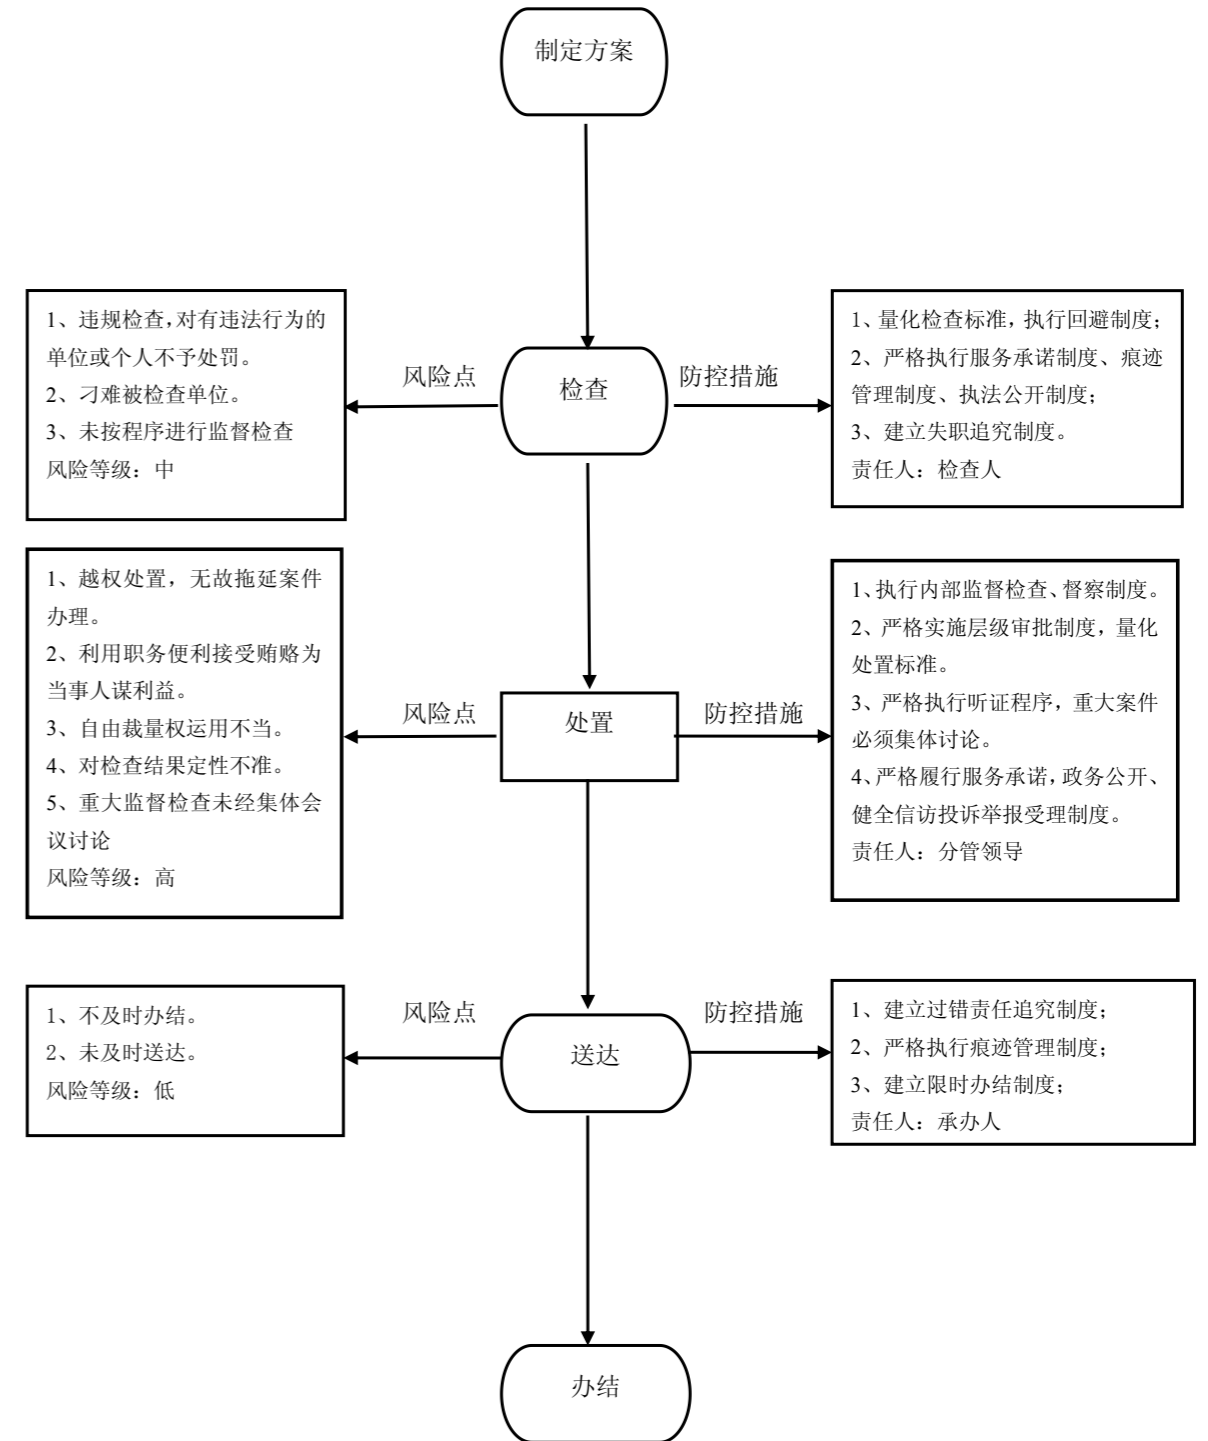 制定方案
1、违规检查，对有违法行为的
单位或个人不予处罚。
2、刁难被检查单位。
3、未按程序进行监督检查
风险等级：中
风险点
检查
防控措施
1、量化检查标准，执行回避制度；
2、严格执行服务承诺制度、痕迹
管理制度、执法公开制度；
3、建立失职追究制度。
责任人：检查人
1、越权处置，无故拖延案件
办理。
2、利用职务便利接受贿赂为
当事人谋利益。
3、自由裁量权运用不当。
4、对检查结果定性不准。
5、重大监督检查未经集体会
议讨论
风险等级：高
风险点
处置
防控措施
1、执行内部监督检查、督察制度。
2、严格实施层级审批制度，量化
处置标准。
3、严格执行听证程序，重大案件
必须集体讨论。
4、严格履行服务承诺，政务公开、
健全信访投诉举报受理制度。
责任人：分管领导
1、不及时办结。
2、未及时送达。
风险等级：低
风险点
送达
防控措施
1、建立过错责任追究制度；
2、严格执行痕迹管理制度；
3、建立限时办结制度；
责任人：承办人
办结